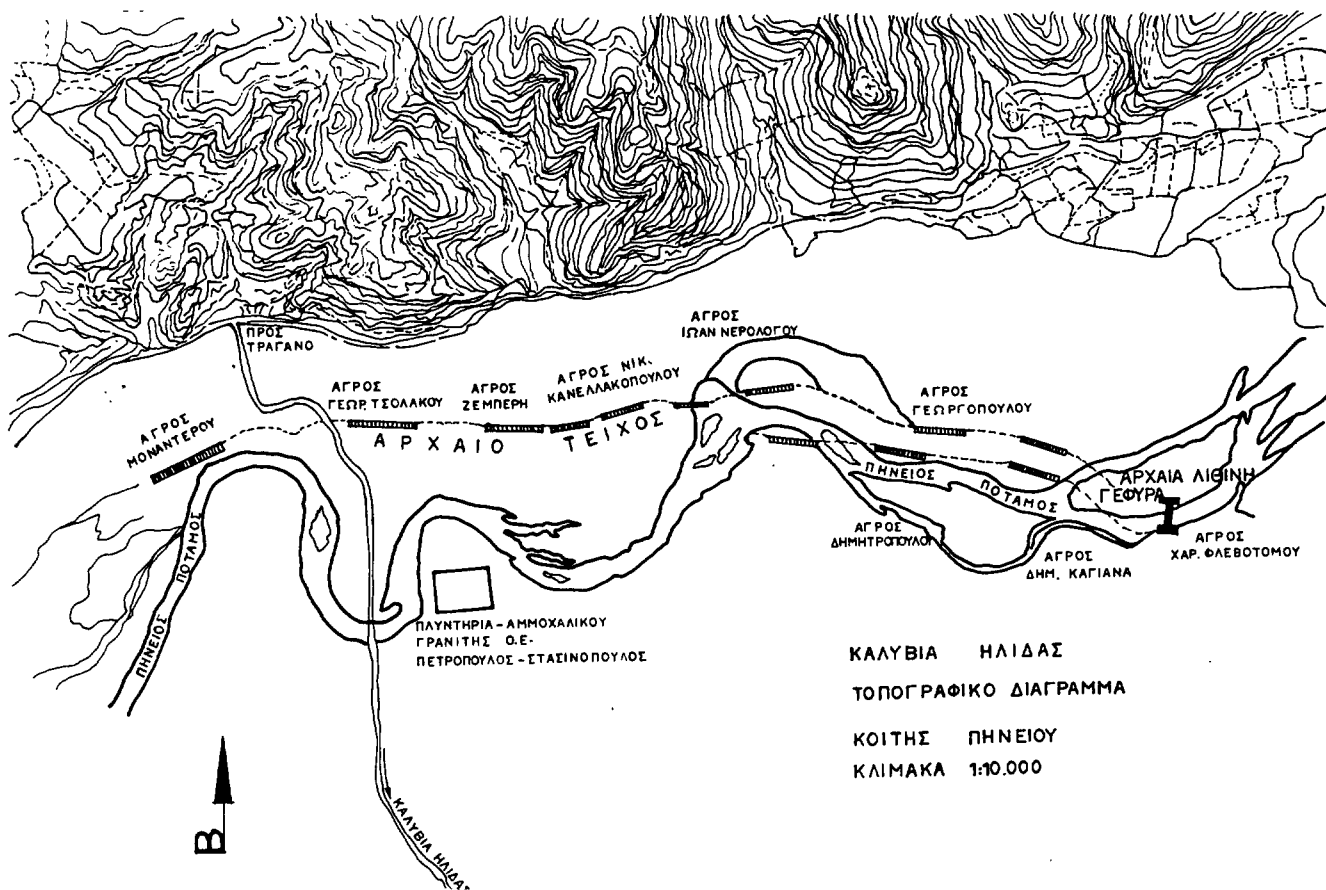 ΠΡΟΣ
ΤΡΑΓΑΝΟ
ΑΓΡΟΣ
ΙΩΑΝ ΝΕΡΟΛΟΓΟΥ
ΑΓΡΟΣ
ΜΟΝΑΝΤΕΡΟΥ
ΑΓΡΟΣ
ΓΕΩΡ. ΤΣΟΛΑΚΟΥ
ΑΓΡΟΣ
ΖΕΜΠΕΡΗ
ΑΓΡΟΣ ΝΙΚ.
ΚΑΝΕΛΛΑΚΟΠΟΥΛΟΥ
ΑΓΡΟΣ
ΓΕΩΡΓΟΠΟΥΛΟΥ
ΑΡΧΑΙΟ ΤΕΙΧΟΣ
ΠΗΝΕΙΟΣ ΠΟΤΑΜΟΣ
ΑΡΧΑΙΑ ΛΙΘΙΝΗ
ΓΕΦΥΡΑ
ΑΓΡΟΣ
ΔΗΜΗΤΡΟΠΟΥΛΟΥ
ΑΓΡΟΣ
ΔΗΜ. ΚΑΓΙΑΝΑ
ΑΓΡΟΣ
ΧΑΡ. ΦΛΕΒΟΤΟΜΟΥ
ΠΗΝΕΙΟΣ ΠΟΤΑΜΟΣ
ΠΛΥΝΤΗΡΙΑ-ΑΜΜΟΧΑΛΙΚΟΥ
ΓΡΑΝΙΤΗΣ Ο.Ε-
ΠΕΤΡΟΠΟΥΛΟΣ-ΣΤΑΣΙΝΟΠΟΥΛΟΣ
ΚΑΛΥΒΙΑ ΗΛΙΔΑΣ
ΤΟΠΟΓΡΑΦΙΚΟ ΔΙΑΓΡΑΜΜΑ
ΚΟΙΤΗΣ ΠΗΝΕΙΟΥ
ΚΛΙΜΑΚΑ 1:10.000
Β
ΚΑΛΥΒΙΑ ΗΛΙΔΑΣ